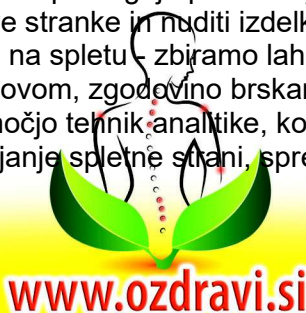 e stranke in nuditi izdelk
na spletu - zbiramo lah
ovom, zgodovino brskan
očjo tehnik analitike, ko
janje spletne strani, spre
www.ozdravi.si